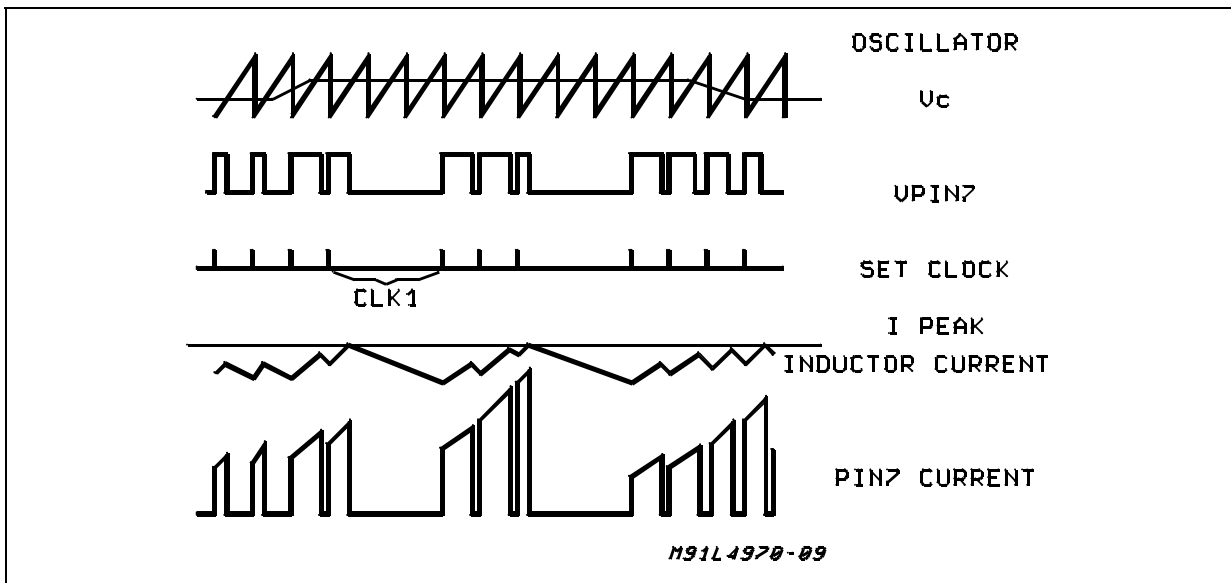 OSCILLATOR
Vc
VPIN7
SET CLOCK
CLK1
I PEAK
INDUCTOR CURRENT
PIN7 CURRENT
M91L4970-09